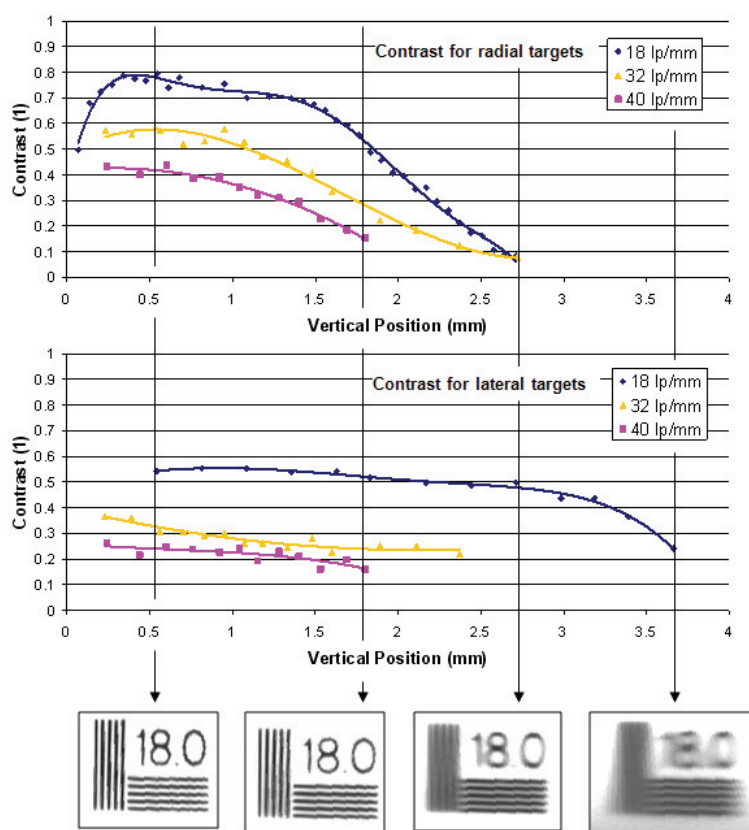 1
0.9
0.8
0.7
0.6
0.5
0.4
0.3
0.2
0.1
0
Contrast (1)
Contrast for radial targets
18 lp/mm
32 lp/mm
40 lp/mm
0 0.5 1 1.5 2 2.5 3 3.5 4
Vertical Position (mm)
1
0.9
0.8
0.7
0.6
0.5
0.4
0.3
0.2
0.1
0
Contrast (1)
Contrast for lateral targets
18 lp/mm
32 lp/mm
40 lp/mm
0 0.5 1 1.5 2 2.5 3 3.5 4
Vertical Position (mm)
18.0 18.0 18.0 18.0